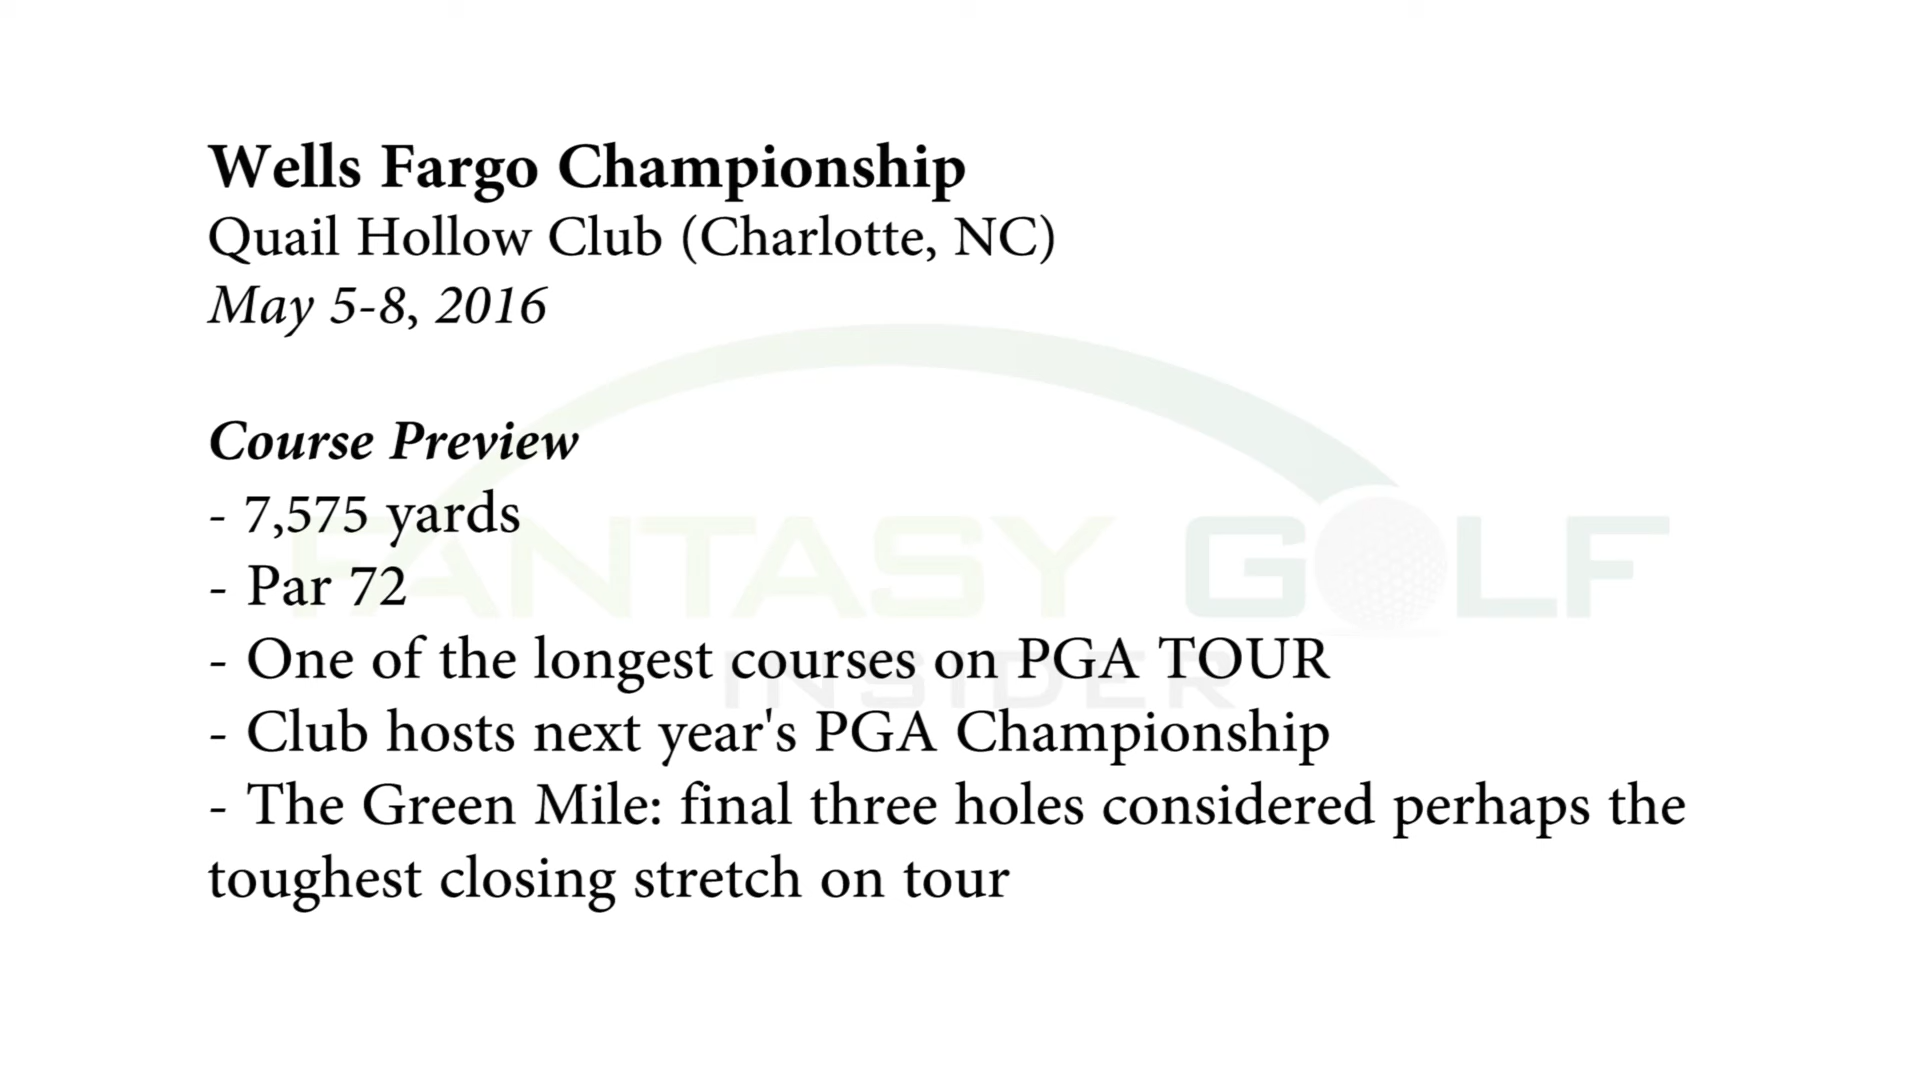 Wells Fargo Championship
Quail Hollow Club (Charlotte, NC)
May 5-8, 2016
Course Preview
- 7,575 yards
- Par 72
- One of the longest courses on PGA TOUR
- Club hosts next year's PGA Championship
- The Green Mile: final three holes considered perhaps the
toughest closing stretch on tour
FANTASY GOLF
INSIDER